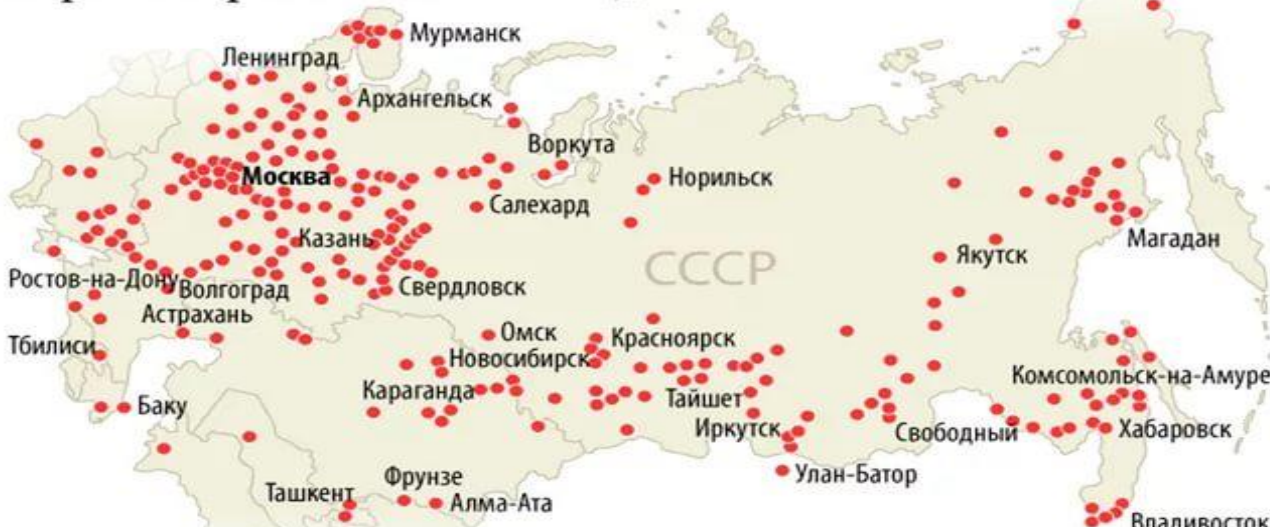 Мурманск
Ленинград
Архангельск
Воркута
Москва
Норильск
Салехард
Казань
СССР
Магадан
Якутск
Ростов-на-Дону
Волгоград
Свердловск
Астрахань
Омск
Красноярск
Тбилиси
Новосибирск
Караганда
Тайшет
Комсомольск-на-Амуре
Баку
Иркутск
Свободный
Хабаровск
Улан-Батор
Фрунзе
Ташкент
Алма-Ата
Владивосток